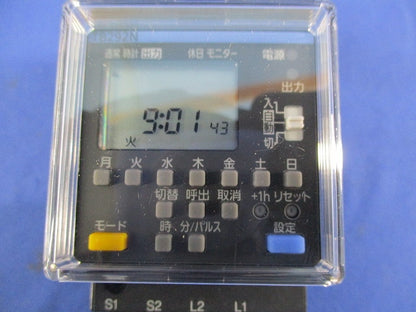 通常 時計 出力 休日 モニター 電源
出力
入
自動
切
9:01 43
火
月 火 水 木 金 土 日
切替 呼出 取消 +1h リセット
モード 時 分/パルス 設定
S1 S2 L2 L1